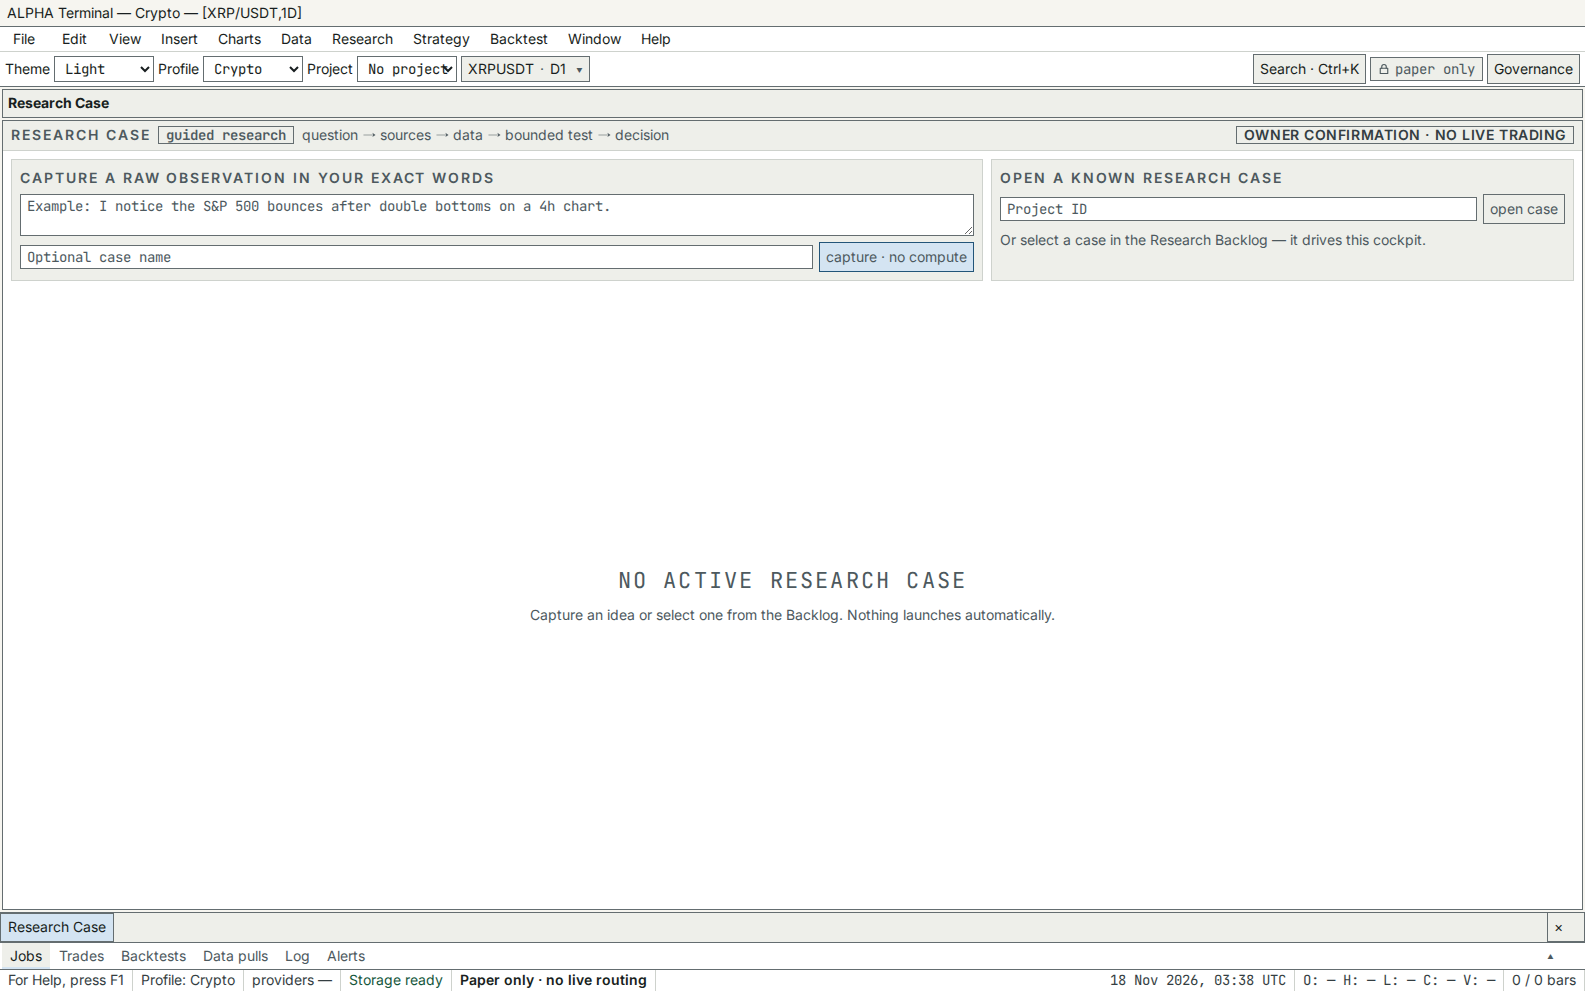 ALPHA Terminal — Crypto — [XRP/USDT,1D]
File Edit View Insert Charts Data Research Strategy Backtest Window Help
Theme Light Profile Crypto Project No project XRPUSDT · D1 ▾ Search · Ctrl+K paper only Governance
Research Case
RESEARCH CASE guided research question → sources → data → bounded test → decision OWNER CONFIRMATION · NO LIVE TRADING
CAPTURE A RAW OBSERVATION IN YOUR EXACT WORDS
Example: I notice the S&P 500 bounces after double bottoms on a 4h chart.
Optional case name capture · no compute
OPEN A KNOWN RESEARCH CASE
Project ID open case
Or select a case in the Research Backlog — it drives this cockpit.
NO ACTIVE RESEARCH CASE
Capture an idea or select one from the Backlog. Nothing launches automatically.
Research Case ×
Jobs Trades Backtests Data pulls Log Alerts ▴
For Help, press F1 Profile: Crypto providers — Storage ready Paper only · no live routing 18 Nov 2026, 03:38 UTC O: — H: — L: — C: — V: — 0 / 0 bars